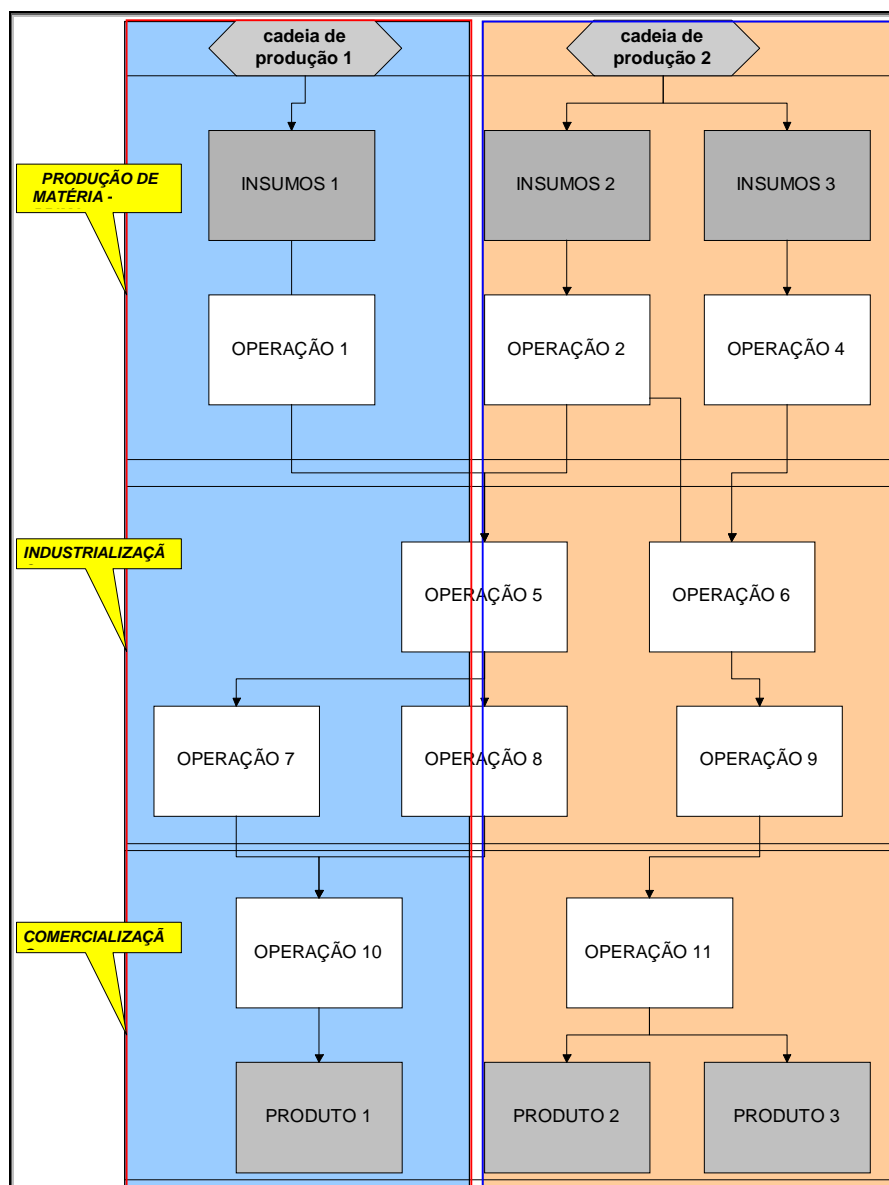 cadeia de
produção 1
cadeia de
produção 2
INSUMOS 1
INSUMOS 2
INSUMOS 3
PRODUÇÃO DE
MATÉRIA -
OPERAÇÃO 1
OPERAÇÃO 2
OPERAÇÃO 4
INDUSTRIALIZAÇÃ
OPERAÇÃO 5
OPERAÇÃO 6
OPERAÇÃO 7
OPERAÇÃO 8
OPERAÇÃO 9
COMERCIALIZAÇÃ
OPERAÇÃO 10
OPERAÇÃO 11
PRODUTO 1
PRODUTO 2
PRODUTO 3